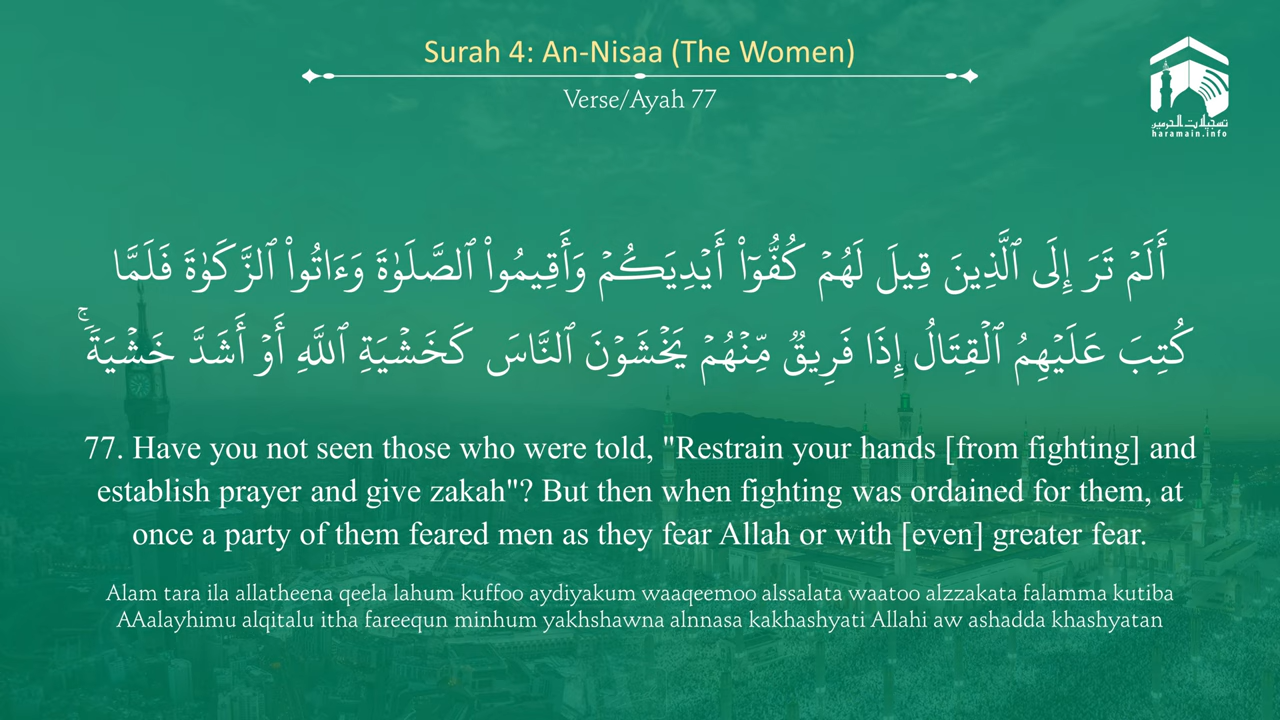 Surah 4: An-Nisaa (The Women)
Verse/Ayah 77
تسجيلات الحرمين
haramain.info
أَلَمۡ تَرَ إِلَى ٱلَّذِينَ قِيلَ لَهُمۡ كُفُّوٓاْ أَيۡدِيَكُمۡ وَأَقِيمُواْ ٱلصَّلَوٰةَ وَءَاتُواْ ٱلزَّكَوٰةَ فَلَمَّا
كُتِبَ عَلَيۡهِمُ ٱلۡقِتَالُ إِذَا فَرِيقٞ مِّنۡهُمۡ يَخۡشَوۡنَ ٱلنَّاسَ كَخَشۡيَةِ ٱللَّهِ أَوۡ أَشَدَّ خَشۡيَةٗۚ
77. Have you not seen those who were told, "Restrain your hands [from fighting] and
establish prayer and give zakah"? But then when fighting was ordained for them, at
once a party of them feared men as they fear Allah or with [even] greater fear.
Alam tara ila allatheena qeela lahum kuffoo aydiyakum waaqeemoo alssalata waatoo alzzakata falamma kutiba
AAalayhimu alqitalu itha fareequn minhum yakhshawna alnnasa kakhashyati Allahi aw ashadda khashyatan